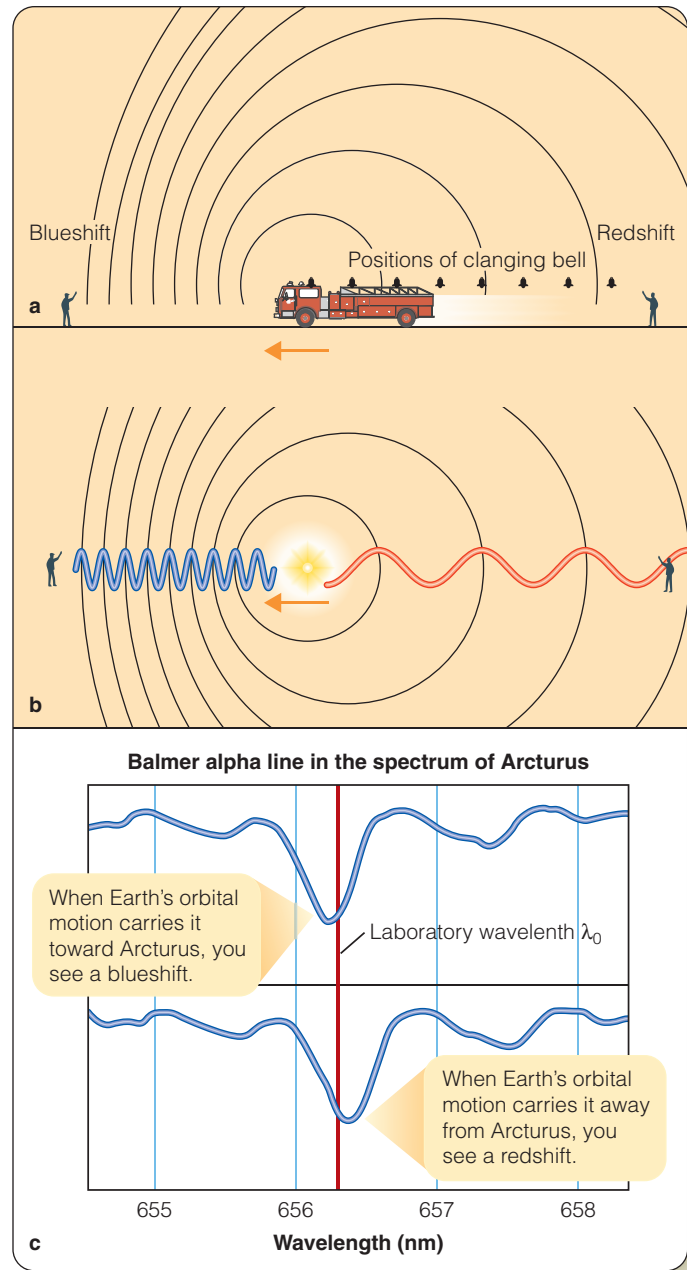 Blueshift
Redshift
Positions of clanging bell
a
b
Balmer alpha line in the spectrum of Arcturus
When Earth's orbital
motion carries it
toward Arcturus, you
see a blueshift.
Laboratory wavelenth λ0
When Earth's orbital
motion carries it away
from Arcturus, you
see a redshift.
655 656 657 658
c
Wavelength (nm)